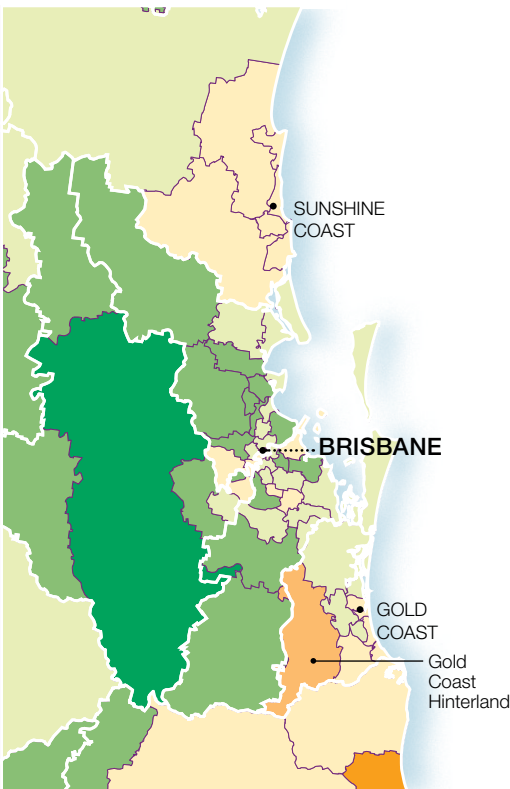 SUNSHINE
COAST
BRISBANE
GOLD
COAST
Gold
Coast
Hinterland